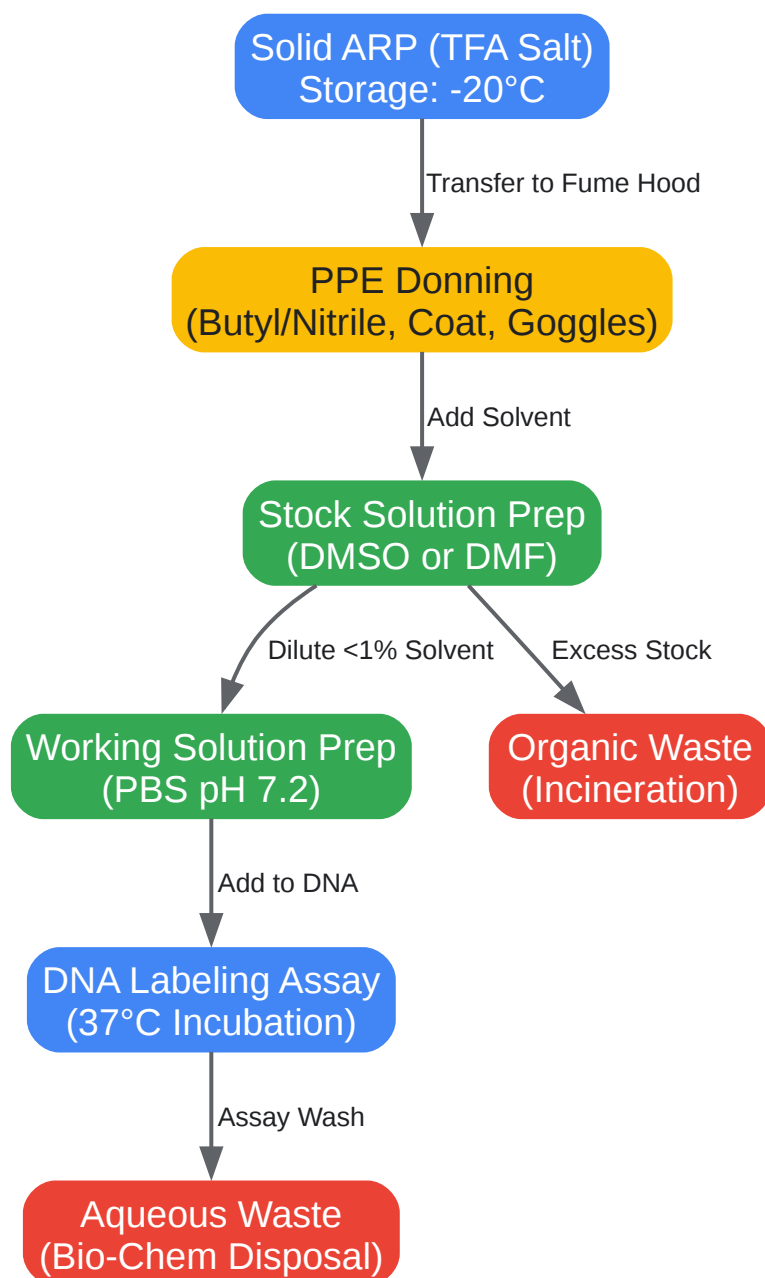 Solid ARP (TFA Salt)
Storage: -20°C
Transfer to Fume Hood
PPE Donning
(Butyl/Nitrile, Coat, Goggles)
Add Solvent
Stock Solution Prep
(DMSO or DMF)
Dilute <1% Solvent
Excess Stock
Working Solution Prep
(PBS pH 7.2)
Organic Waste
(Incineration)
Add to DNA
DNA Labeling Assay
(37°C Incubation)
Assay Wash
Aqueous Waste
(Bio-Chem Disposal)